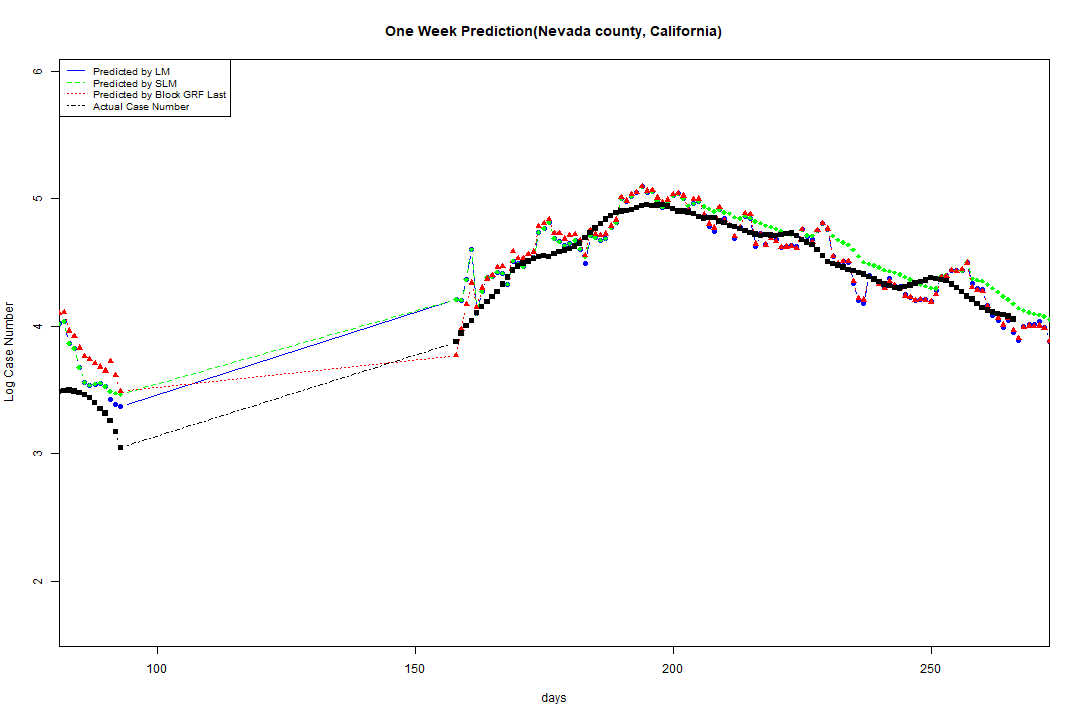 One Week Prediction(Nevada county, California)
Predicted by LM
Predicted by SLM
Predicted by Block GRF Last
Actual Case Number
Log Case Number
6
5
4
3
2
100 150 200 250
days